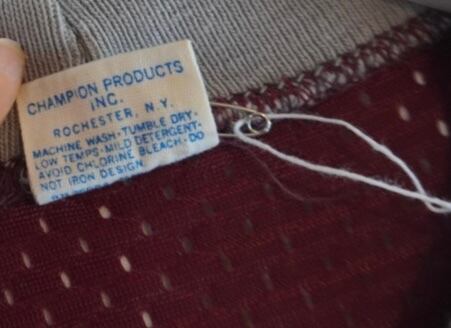 CHAMPION PRODUCTS
INC.
ROCHESTER, N.Y.
MACHINE WASH-TUMBLE DRY-
LOW TEMPS-MILD DETERGENT-
AVOID CHLORINE BLEACH-DO
NOT IRON DESIGN.